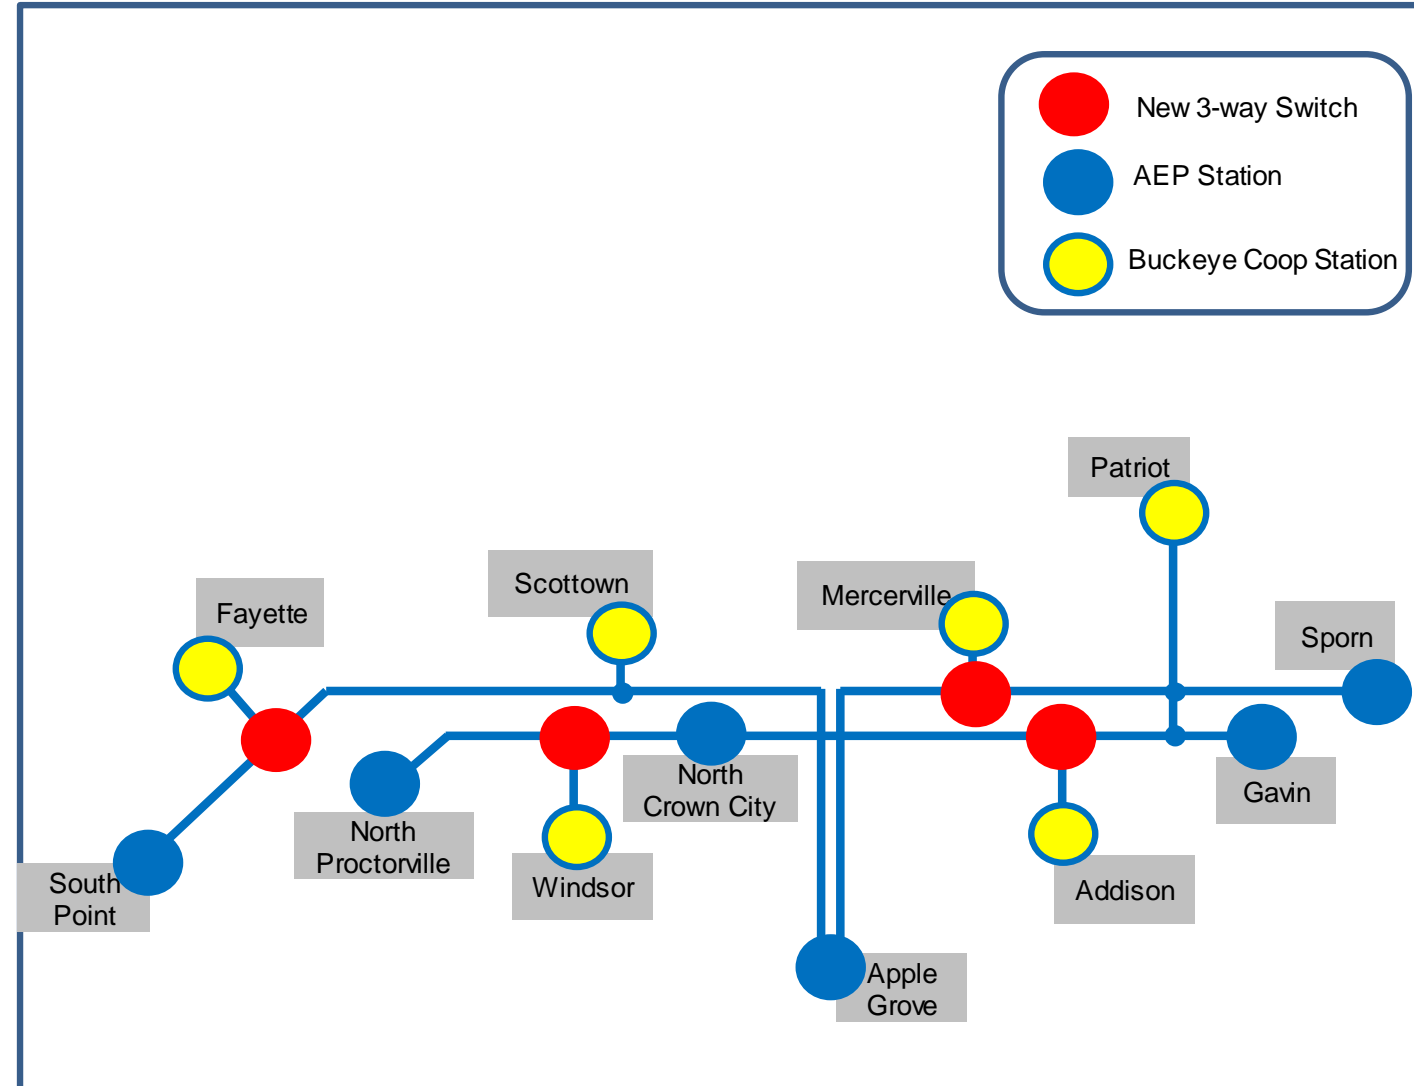 New 3-way Switch
AEP Station
Buckeye Coop Station
Patriot
Scottown
Mercerville
Fayette
Sporn
North
Crown City
Gavin
North
Proctorville
South
Point
Windsor
Addison
Apple
Grove